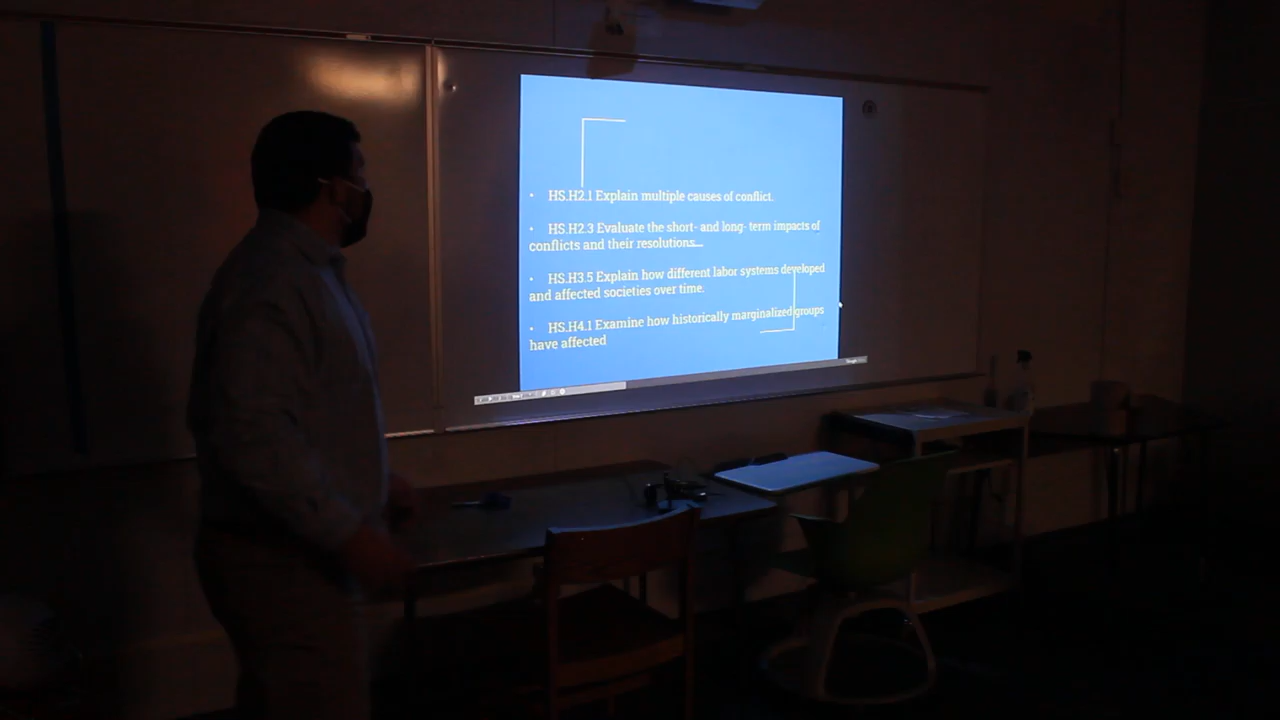 • HS.H2.1 Explain multiple causes of conflict.
• HS.H2.3 Evaluate the short- and long- term impacts of
conflicts and their resolutions...
• HS.H3.5 Explain how different labor systems developed
and affected societies over time.
• HS.H4.1 Examine how historically marginalized groups
have affected